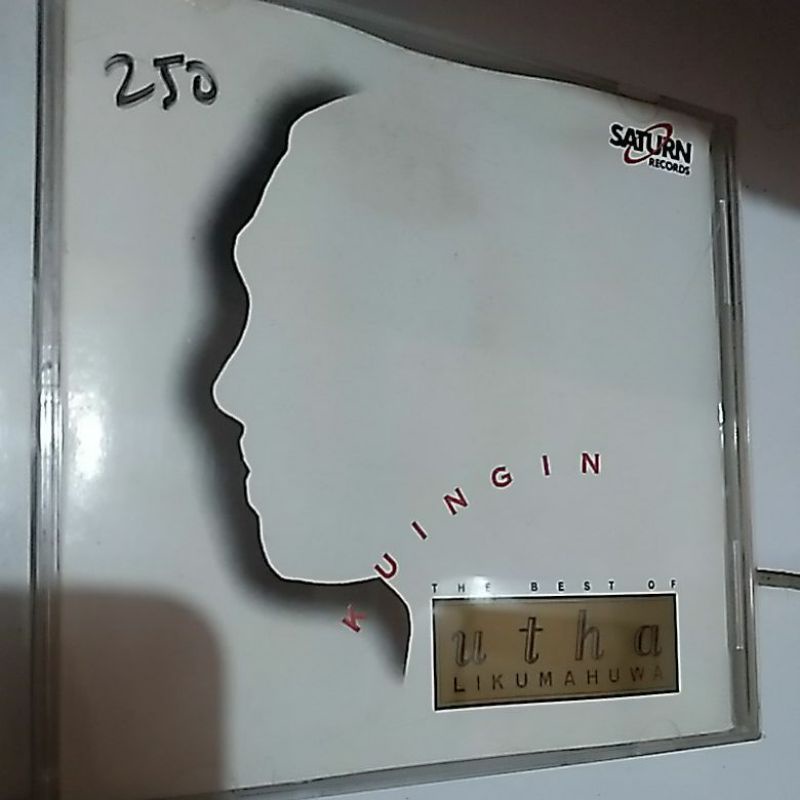 250
SATURN
RECORDS
KUINGIN
THE BEST OF
utha
LIKUMAHUWA